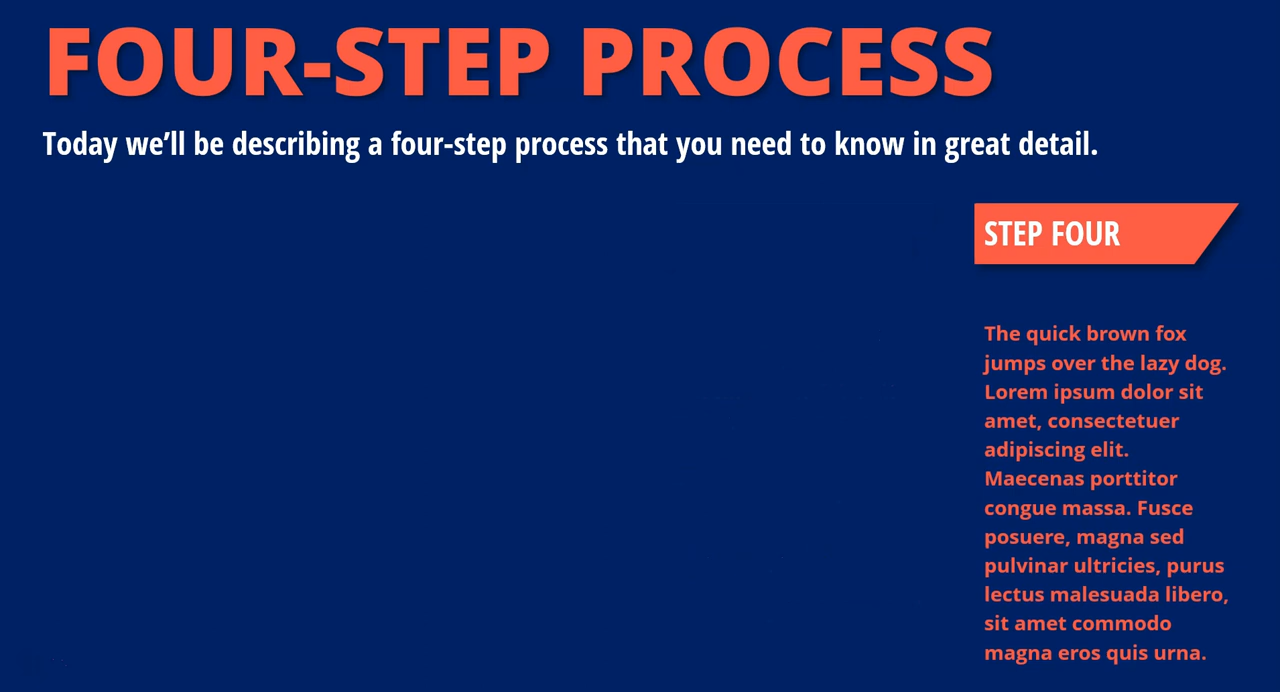 FOUR-STEP PROCESS
Today we’ll be describing a four-step process that you need to know in great detail.
STEP FOUR
The quick brown fox
jumps over the lazy dog.
Lorem ipsum dolor sit
amet, consectetuer
adipiscing elit.
Maecenas porttitor
congue massa. Fusce
posuere, magna sed
pulvinar ultricies, purus
lectus malesuada libero,
sit amet commodo
magna eros quis urna.